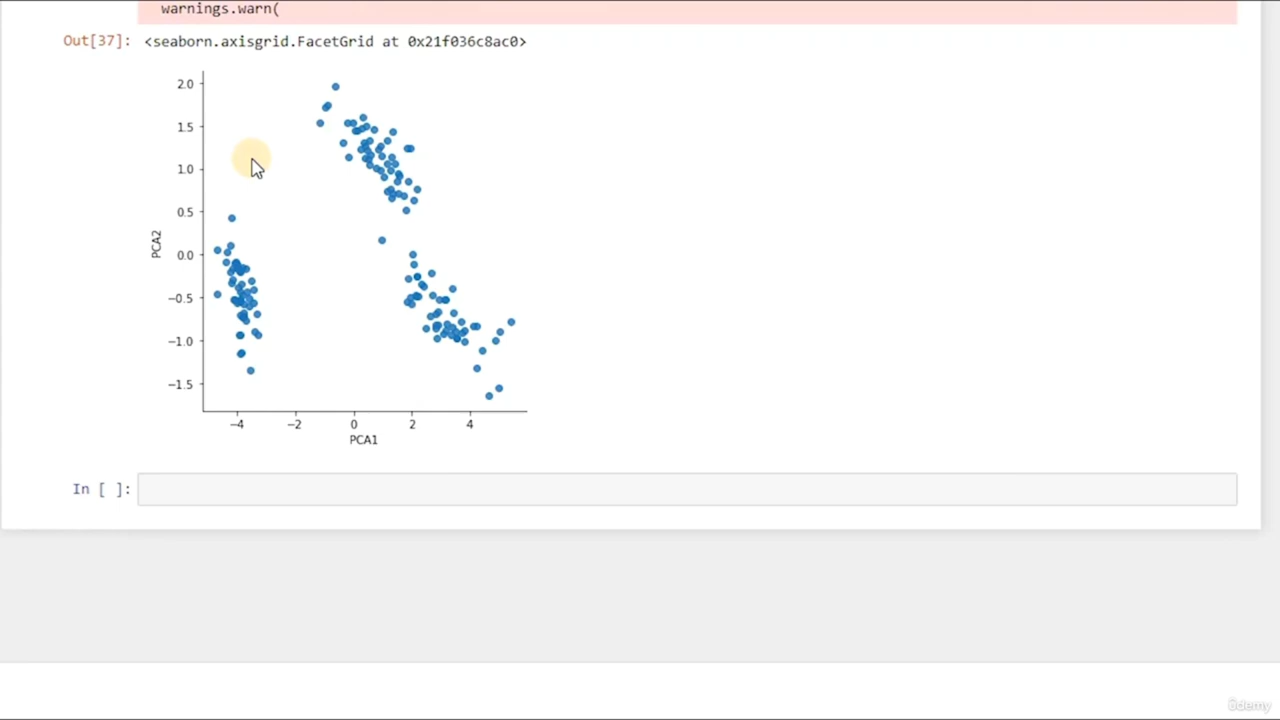 warnings.warn(
Out[37]: <seaborn.axisgrid.FacetGrid at 0x21f036c8ac0>
2.0
1.5
1.0
0.5
0.0
−0.5
−1.0
−1.5
PCA2
−4 −2 0 2 4
PCA1
In [ ]:
ûdemy